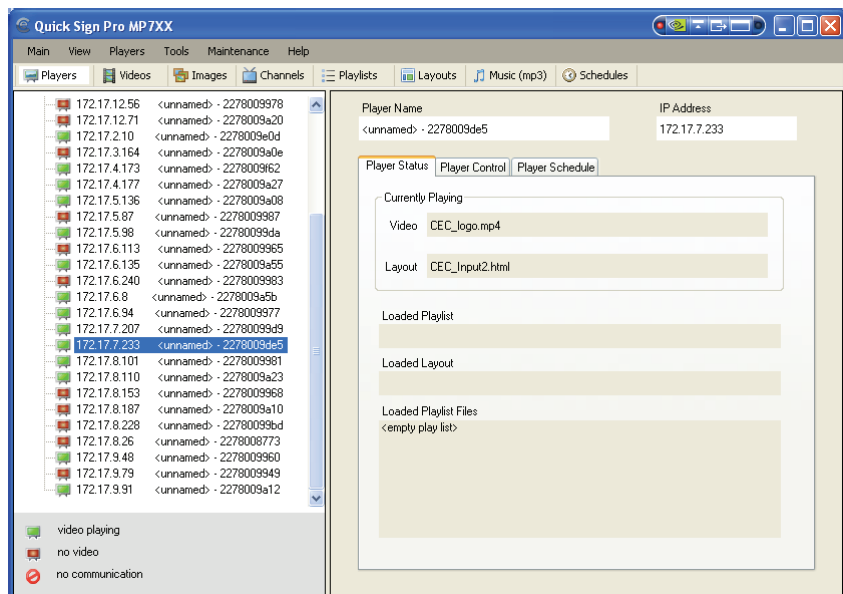 Quick Sign Pro MP7XX
Main View Players Tools Maintenance Help
Players Videos Images Channels Playlists Layouts Music (mp3) Schedules
172.17.12.56 <unnamed> - 2278009978
172.17.12.71 <unnamed> - 2278009a20
172.17.2.10 <unnamed> - 2278009e0d
172.17.3.164 <unnamed> - 2278009a0e
172.17.4.173 <unnamed> - 2278009f62
172.17.4.177 <unnamed> - 2278009a27
172.17.5.136 <unnamed> - 2278009a08
172.17.5.87 <unnamed> - 2278009987
172.17.5.98 <unnamed> - 22780099da
172.17.6.113 <unnamed> - 2278009965
172.17.6.135 <unnamed> - 2278009a55
172.17.6.240 <unnamed> - 2278009983
172.17.6.8 <unnamed> - 2278009a5b
172.17.6.94 <unnamed> - 2278009977
172.17.7.207 <unnamed> - 22780099d9
172.17.7.233 <unnamed> - 2278009de5
172.17.8.101 <unnamed> - 2278009981
172.17.8.110 <unnamed> - 2278009a23
172.17.8.153 <unnamed> - 2278009968
172.17.8.187 <unnamed> - 2278009a10
172.17.8.228 <unnamed> - 22780099bd
172.17.8.26 <unnamed> - 2278008773
172.17.9.48 <unnamed> - 2278009960
172.17.9.79 <unnamed> - 2278009949
172.17.9.91 <unnamed> - 2278009a12
video playing
no video
no communication
Player Name IP Address
<unnamed> - 2278009de5 172.17.7.233
Player Status Player Control Player Schedule
Currently Playing
Video CEC_logo.mp4
Layout CEC_Input2.html
Loaded Playlist
Loaded Layout
Loaded Playlist Files
<empty play list>